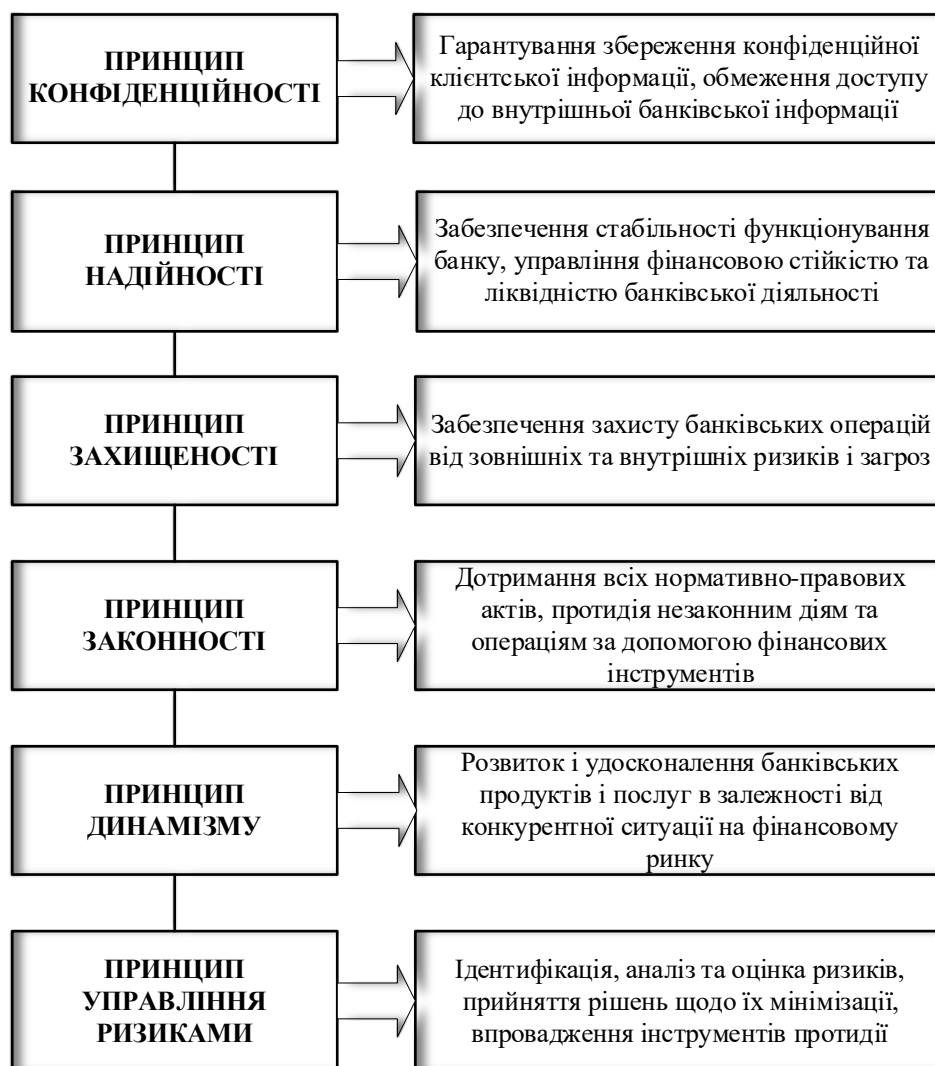 ПРИНЦИП
КОНФІДЕНЦІЙНОСТІ
Гарантування збереження конфіденційної
клієнтської інформації, обмеження доступу
до внутрішньої банківської інформації
ПРИНЦИП
НАДІЙНОСТІ
Забезпечення стабільності функціонування
банку, управління фінансовою стійкістю та
ліквідністю банківської діяльності
ПРИНЦИП
ЗАХИЩЕНОСТІ
Забезпечення захисту банківських операцій
від зовнішніх та внутрішніх ризиків і загроз
ПРИНЦИП
ЗАКОННОСТІ
Дотримання всіх нормативно-правових
актів, протидія незаконним діям та
операціям за допомогою фінансових
інструментів
ПРИНЦИП
ДИНАМІЗМУ
Розвиток і удосконалення банківських
продуктів і послуг в залежності від
конкурентної ситуації на фінансовому
ринку
ПРИНЦИП
УПРАВЛІННЯ
РИЗИКАМИ
Ідентифікація, аналіз та оцінка ризиків,
прийняття рішень щодо їх мінімізації,
впровадження інструментів протидії